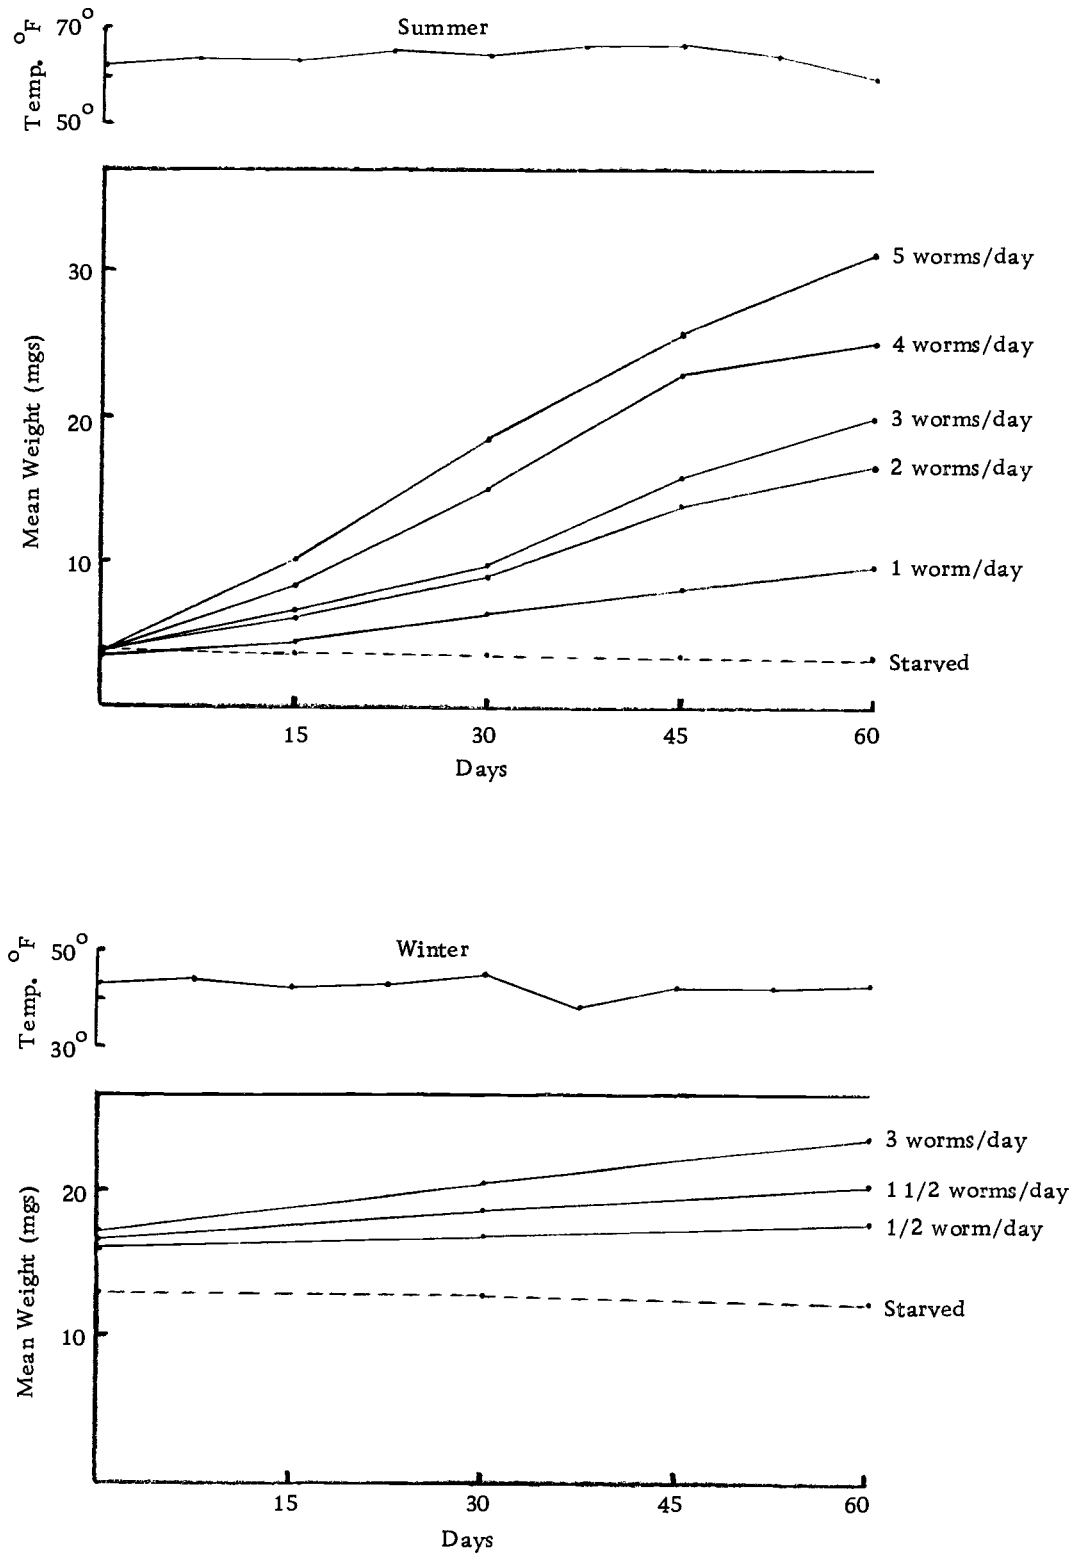 Summer
70°
50°
Temp. °F
30
20
10
Mean Weight (mgs)
5 worms/day
4 worms/day
3 worms/day
2 worms/day
1 worm/day
Starved
15 30 45 60
Days
Winter
50°
30°
Temp. °F
20
10
Mean Weight (mgs)
3 worms/day
1 1/2 worms/day
1/2 worm/day
Starved
15 30 45 60
Days